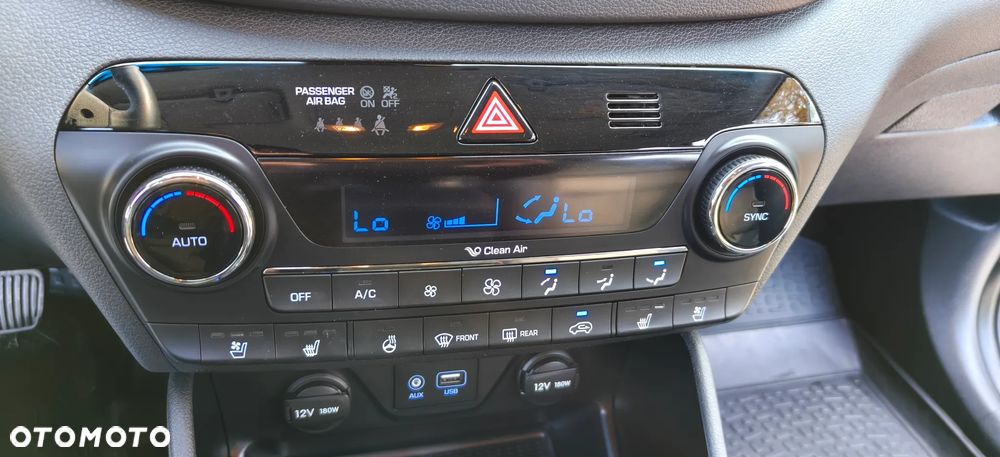 PASSENGER
AIR BAG
ON OFF
Lo Lo
AUTO
SYNC
Clean Air
OFF
A/C
FRONT
REAR
12V 180W
AUX
USB
12V 180W
OTOMOTO